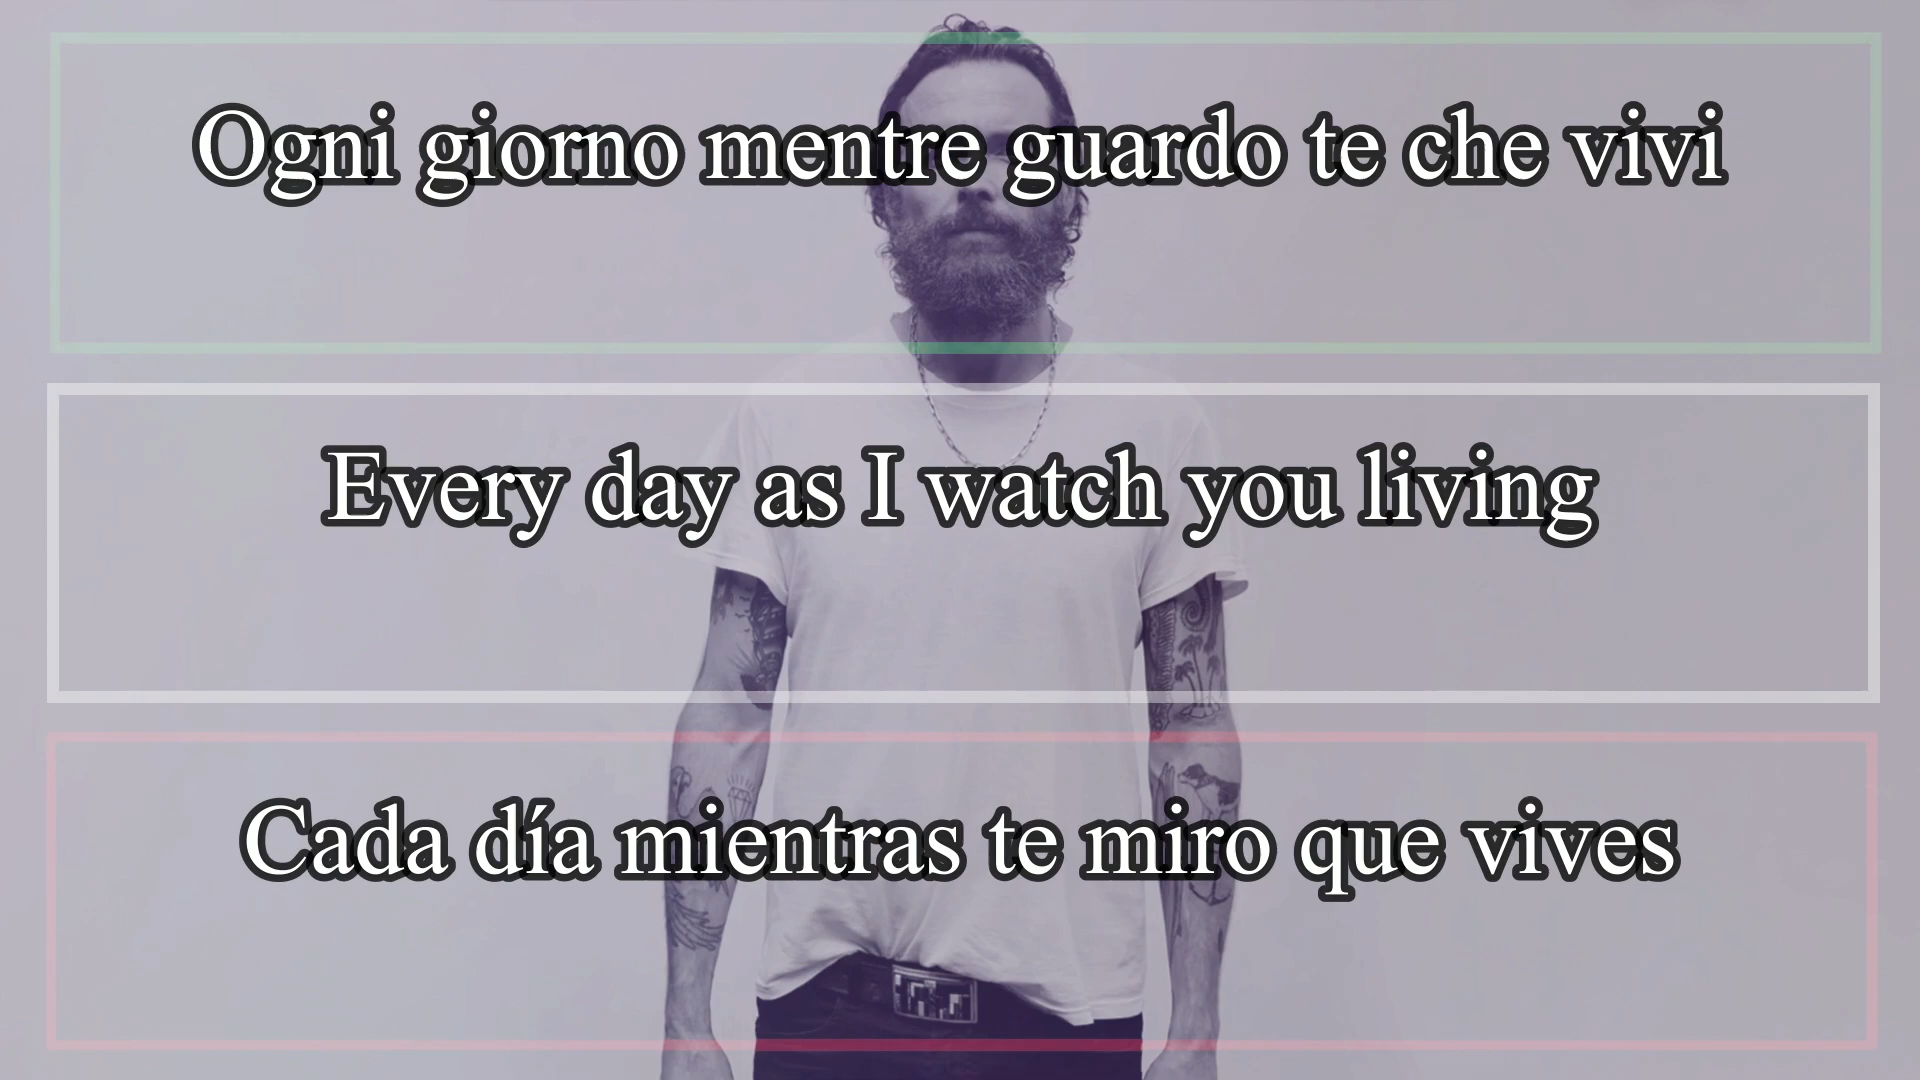 Ogni giorno mentre guardo te che vivi
Every day as I watch you living
Cada día mientras te miro que vives